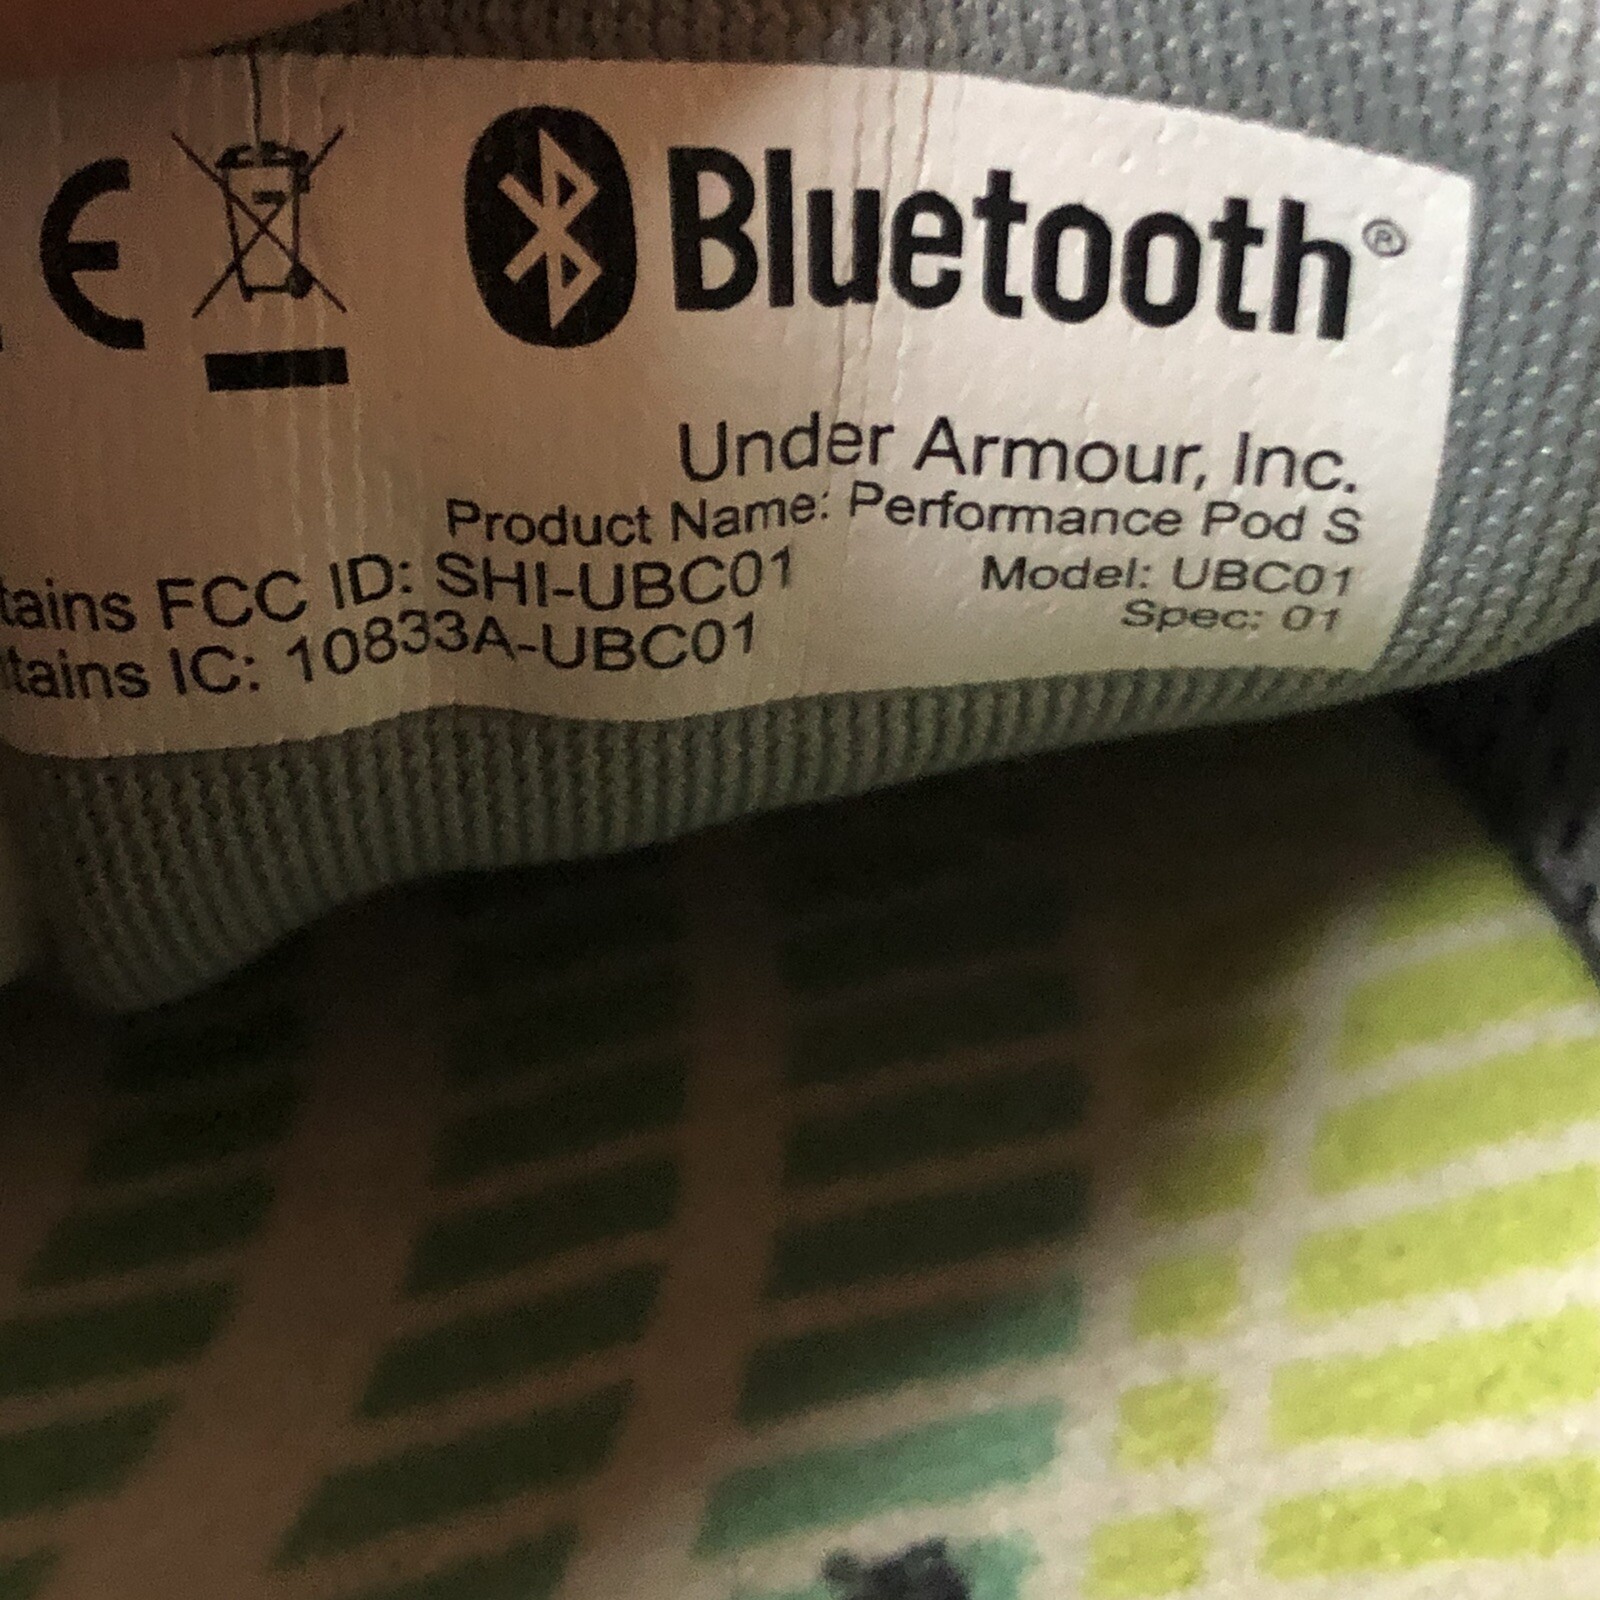 CE
Bluetooth®
Under Armour, Inc.
Product Name: Performance Pod S
tains FCC ID: SHI-UBC01
Model: UBC01
tains IC: 10833A-UBC01
Spec: 01